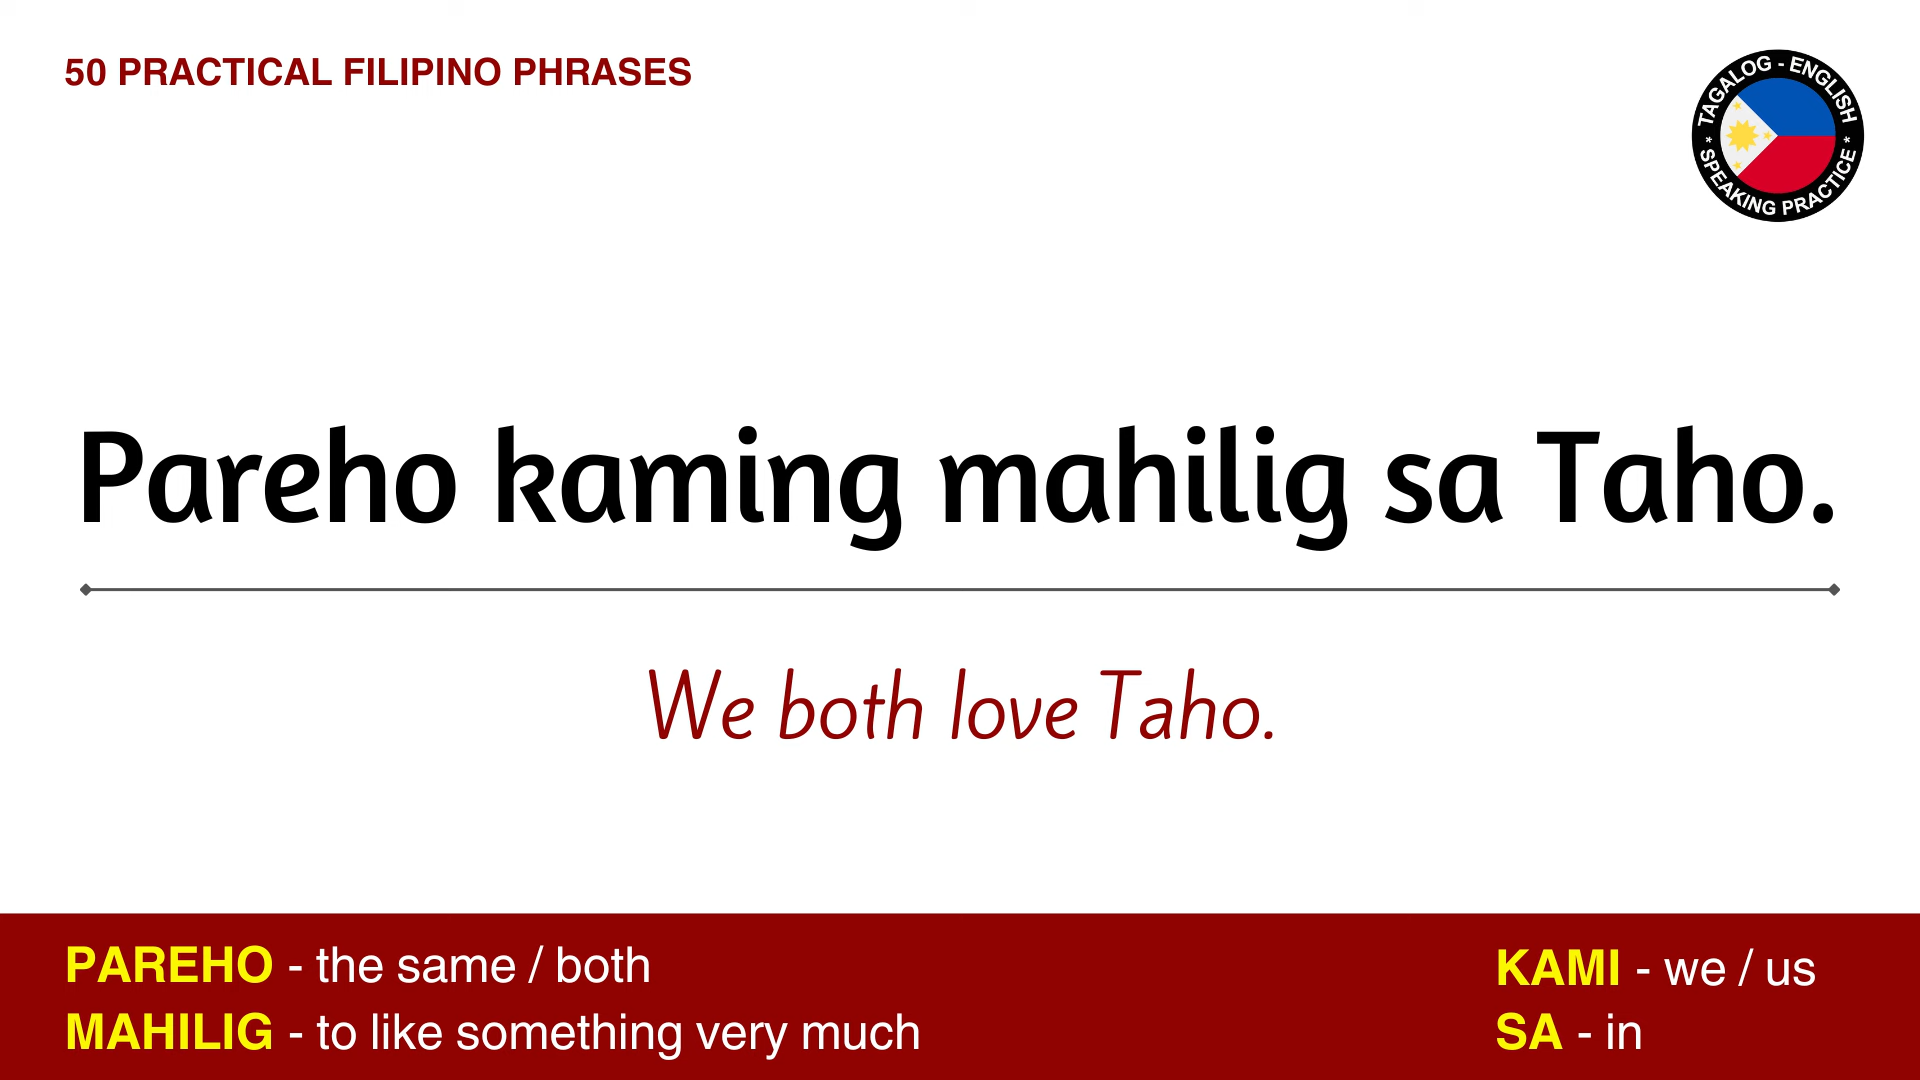 50 PRACTICAL FILIPINO PHRASES
TAGALOG - ENGLISH
* SPEAKING PRACTICE *
Pareho kaming mahilig sa Taho.
We both love Taho.
PAREHO - the same / both
MAHILIG - to like something very much
KAMI - we / us
SA - in